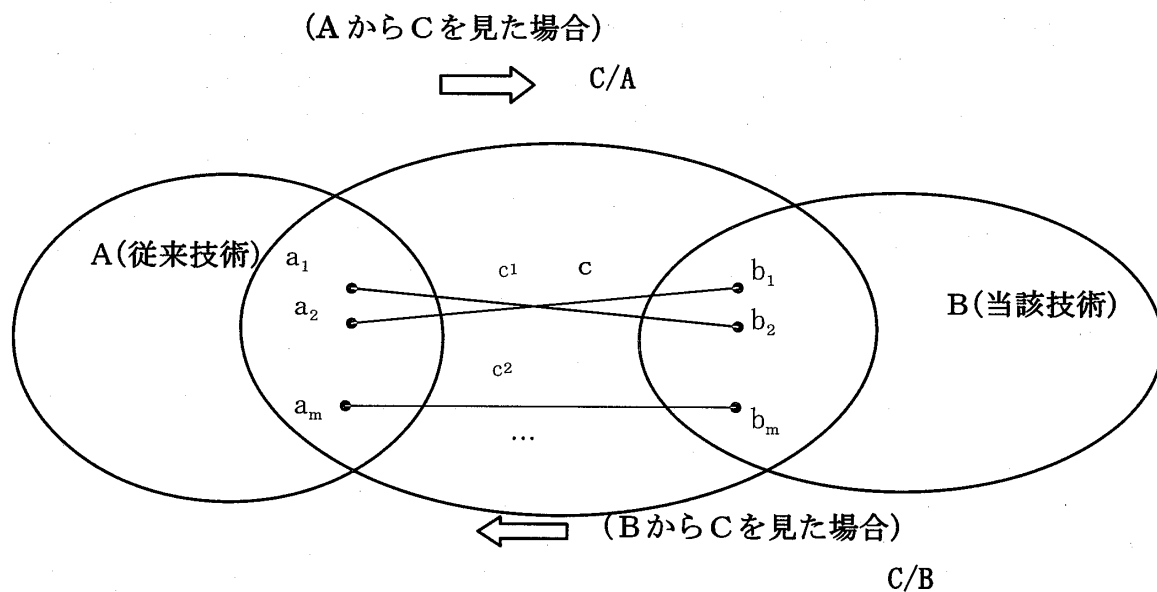 (AからCを見た場合)
C/A
A(従来技術)
a₁
c¹
c
b₁
a₂
b₂
B(当該技術)
c²
aₘ
bₘ
…
(BからCを見た場合)
C/B